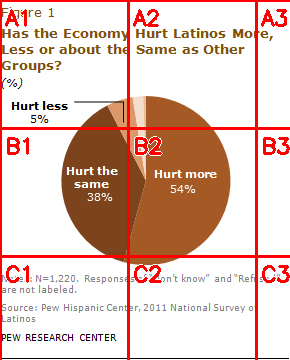 A1 A2 A3
Figure 1
Has the Economy Hurt Latinos More,
Less or about the Same as Other
Groups?
(%)
Hurt less
5%
B1 B2 B3
Hurt the
same
38%
Hurt more
54%
C1 C2 C3
N=1,220. Responses of "Don't know" and
are not labeled.
Source: Pew Hispanic Center, 2011 National Survey of
Latinos
PEW RESEARCH CENTER